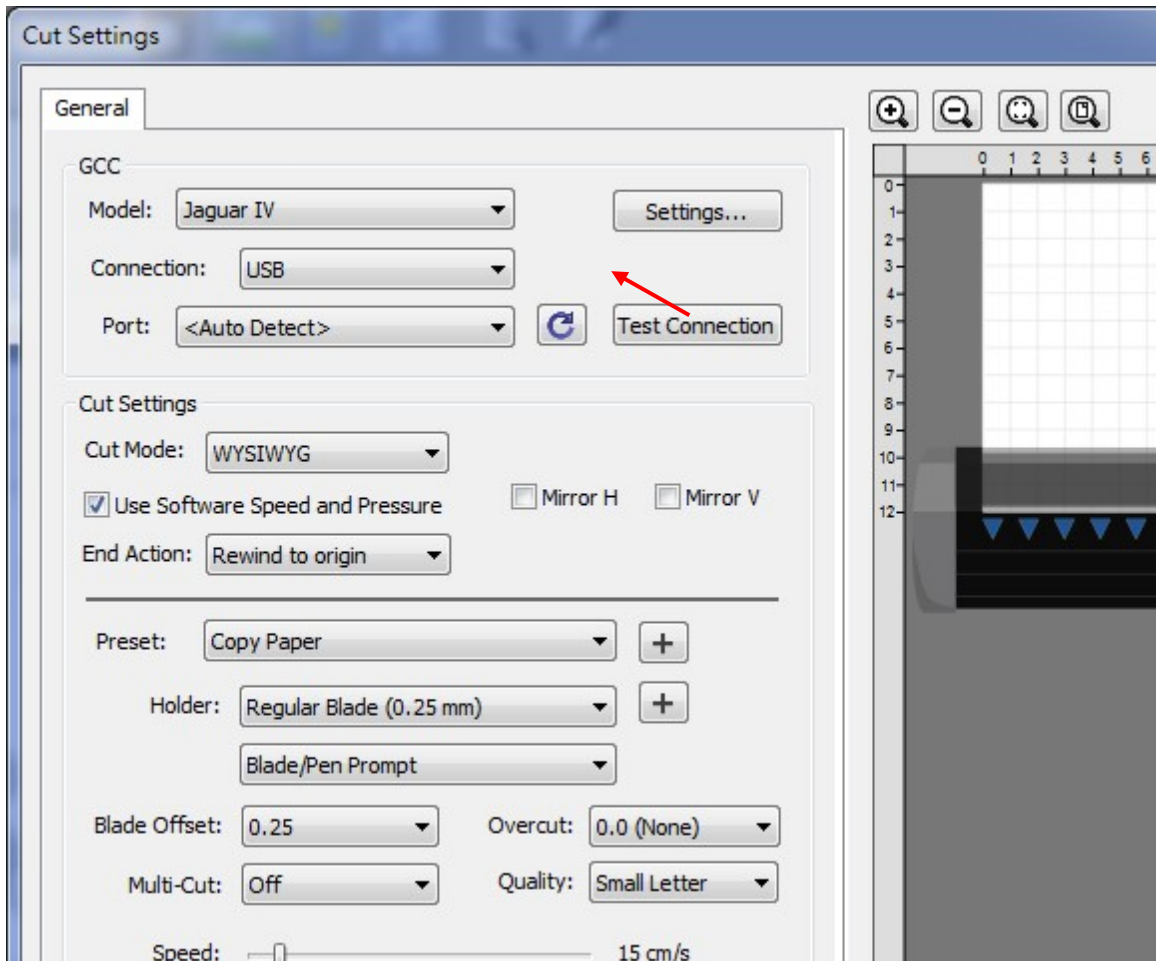 Cut Settings
General
GCC
Model: Jaguar IV Settings...
Connection: USB
Port: <Auto Detect> Test Connection
Cut Settings
Cut Mode: WYSIWYG
Use Software Speed and Pressure Mirror H Mirror V
End Action: Rewind to origin
Preset: Copy Paper +
Holder: Regular Blade (0.25 mm) +
Blade/Pen Prompt
Blade Offset: 0.25 Overcut: 0.0 (None)
Multi-Cut: Off Quality: Small Letter
Speed: 15 cm/s
0 1 2 3 4 5 6
0
1
2
3
4
5
6
7
8
9
10
11
12